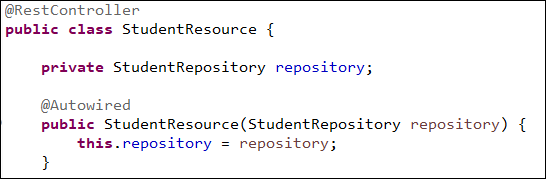 @RestController
public class StudentResource {
private StudentRepository repository;
@Autowired
public StudentResource(StudentRepository repository) {
this.repository = repository;
}